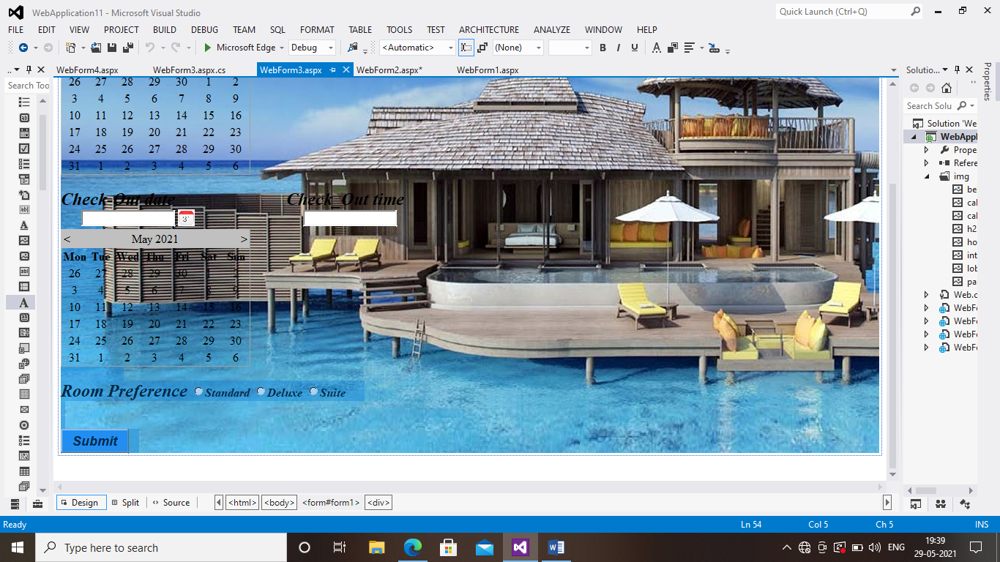 WebApplication11 - Microsoft Visual Studio
Quick Launch (Ctrl+Q)
FILE EDIT VIEW PROJECT BUILD DEBUG TEAM SQL FORMAT TABLE TOOLS TEST ARCHITECTURE ANALYZE WINDOW HELP
Microsoft Edge Debug <Automatic> (None) B I U A
.. WebForm4.aspx WebForm3.aspx.cs WebForm3.aspx WebForm2.aspx* WebForm1.aspx Solutio...
Properties
Search Too
Search Solu
26 27 28 29 30 1 2
3 4 5 6 7 8 9
10 11 12 13 14 15 16
17 18 19 20 21 22 23
24 25 26 27 28 29 30
31 1 2 3 4 5 6
Check-Out date Check_Out time
31
< May 2021 >
Mon Tue Wed Thu Fri Sat Sun
26 27 28 29 30 1 2
3 4 5 6 7 8 9
10 11 12 13 14 15 16
17 18 19 20 21 22 23
24 25 26 27 28 29 30
31 1 2 3 4 5 6
Room Preference Standard Deluxe Suite
Submit
Solution 'We
WebAppl
Prope
Refere
img
be
cal
cal
h2
ho
int
lob
pa
Web.c
WebFo
WebFo
WebFo
WebFo
Design Split Source <html> <body> <form#form1> <div>
Ready Ln 54 Col 5 Ch 5 INS
Type here to search
ENG
19:39
29-05-2021